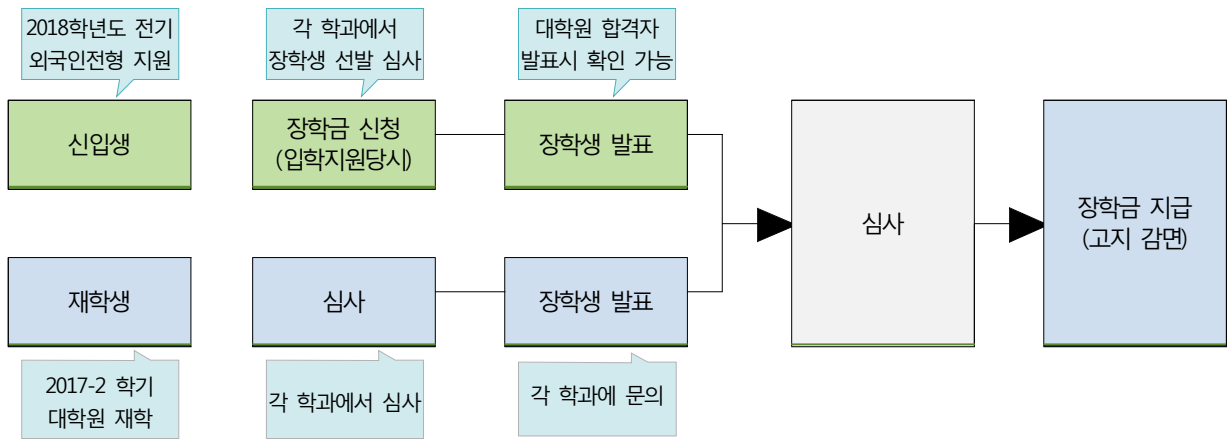 2018학년도 전기
외국인전형 지원
각 학과에서
장학생 선발 심사
대학원 합격자
발표시 확인 가능
신입생
장학금 신청
(입학지원당시)
장학생 발표
심사
장학금 지급
(고지 감면)
재학생
심사
장학생 발표
2017-2 학기
대학원 재학
각 학과에서 심사
각 학과에 문의